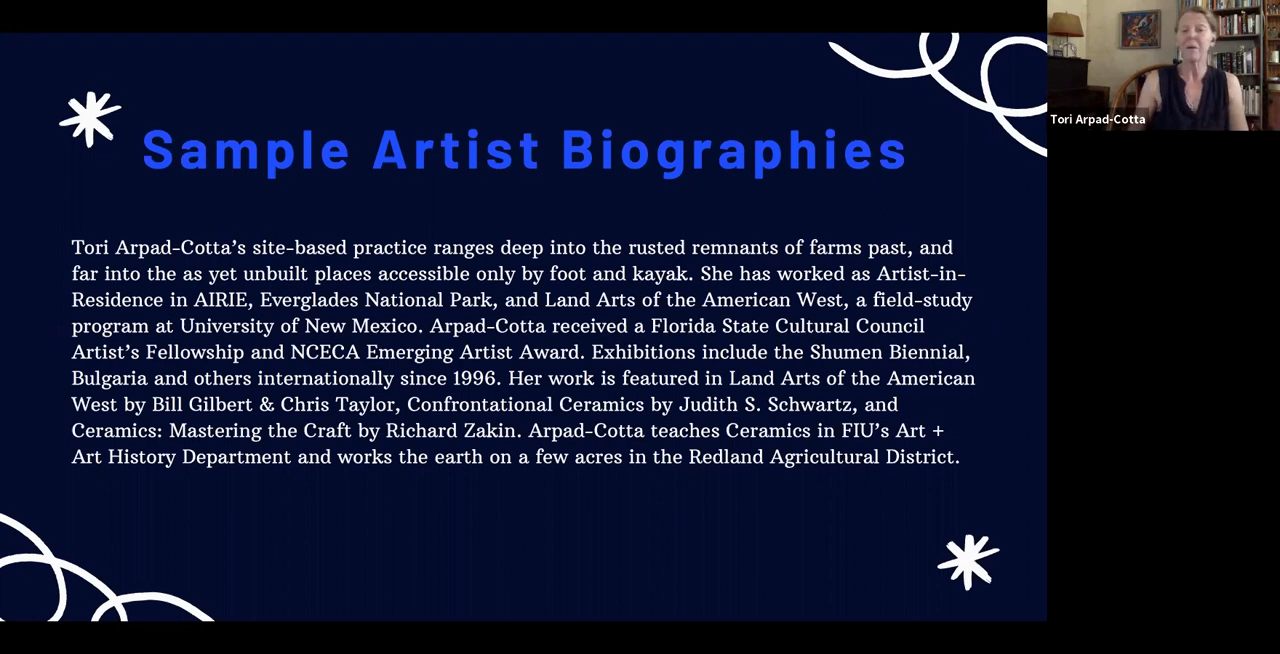 Sample Artist Biographies
Tori Arpad-Cotta’s site-based practice ranges deep into the rusted remnants of farms past, and
far into the as yet unbuilt places accessible only by foot and kayak. She has worked as Artist-in-
Residence in AIRIE, Everglades National Park, and Land Arts of the American West, a field-study
program at University of New Mexico. Arpad-Cotta received a Florida State Cultural Council
Artist’s Fellowship and NCECA Emerging Artist Award. Exhibitions include the Shumen Biennial,
Bulgaria and others internationally since 1996. Her work is featured in Land Arts of the American
West by Bill Gilbert & Chris Taylor, Confrontational Ceramics by Judith S. Schwartz, and
Ceramics: Mastering the Craft by Richard Zakin. Arpad-Cotta teaches Ceramics in FIU’s Art +
Art History Department and works the earth on a few acres in the Redland Agricultural District.
Tori Arpad-Cotta